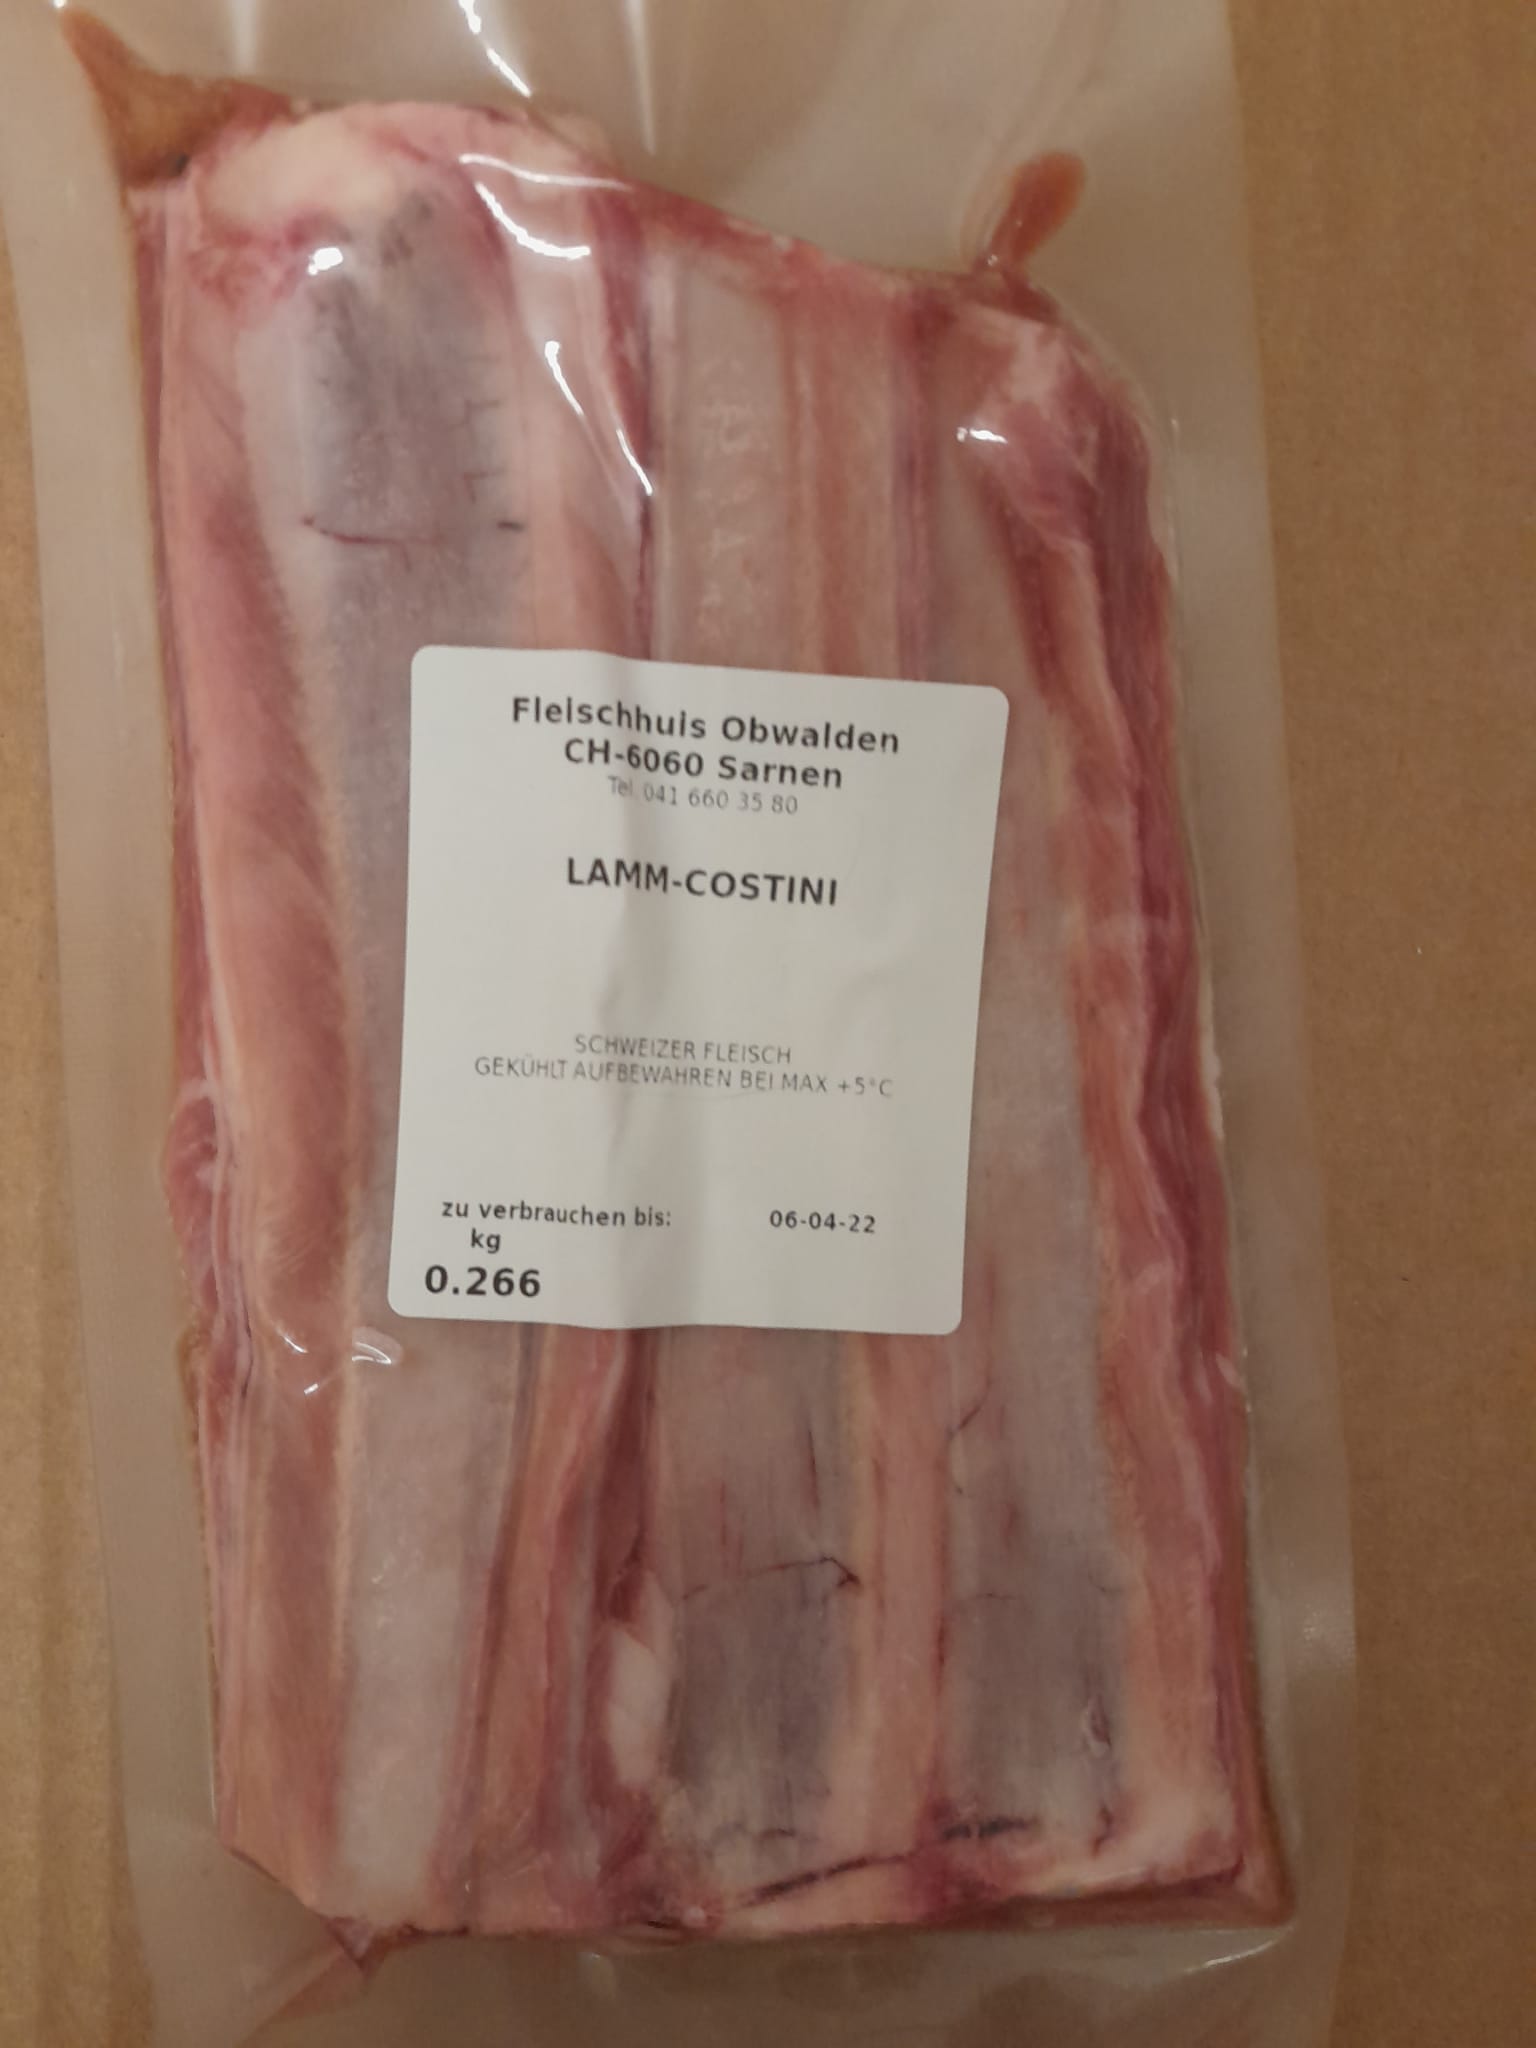 Fleischhuis Obwalden
CH-6060 Sarnen
Tel. 041 660 35 80
LAMM-COSTINI
SCHWEIZER FLEISCH
GEKÜHLT AUFBEWAHREN BEI MAX +5°C
zu verbrauchen bis: 06-04-22
kg
0.266